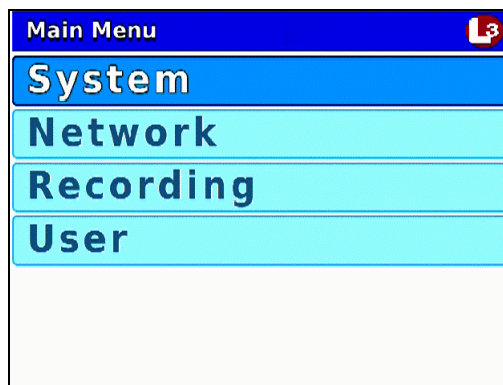 Main Menu
L3
System
Network
Recording
User